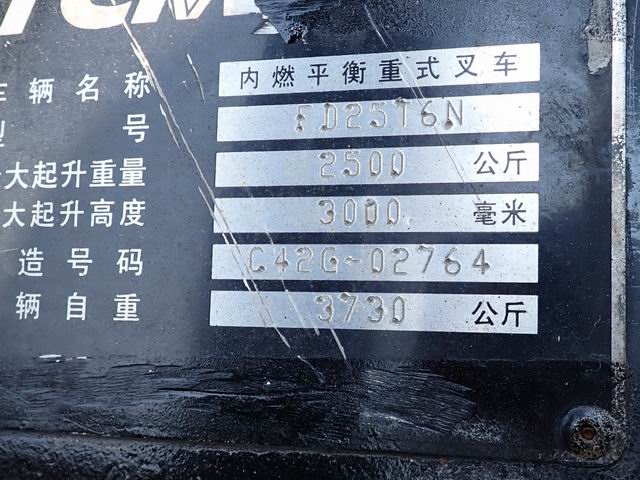 TCM
车辆名称 内燃平衡重式叉车
型号 FD25T6N
大起升重量 2500 公斤
大起升高度 3000 毫米
造号码 C42G-02764
辆自重 3730 公斤